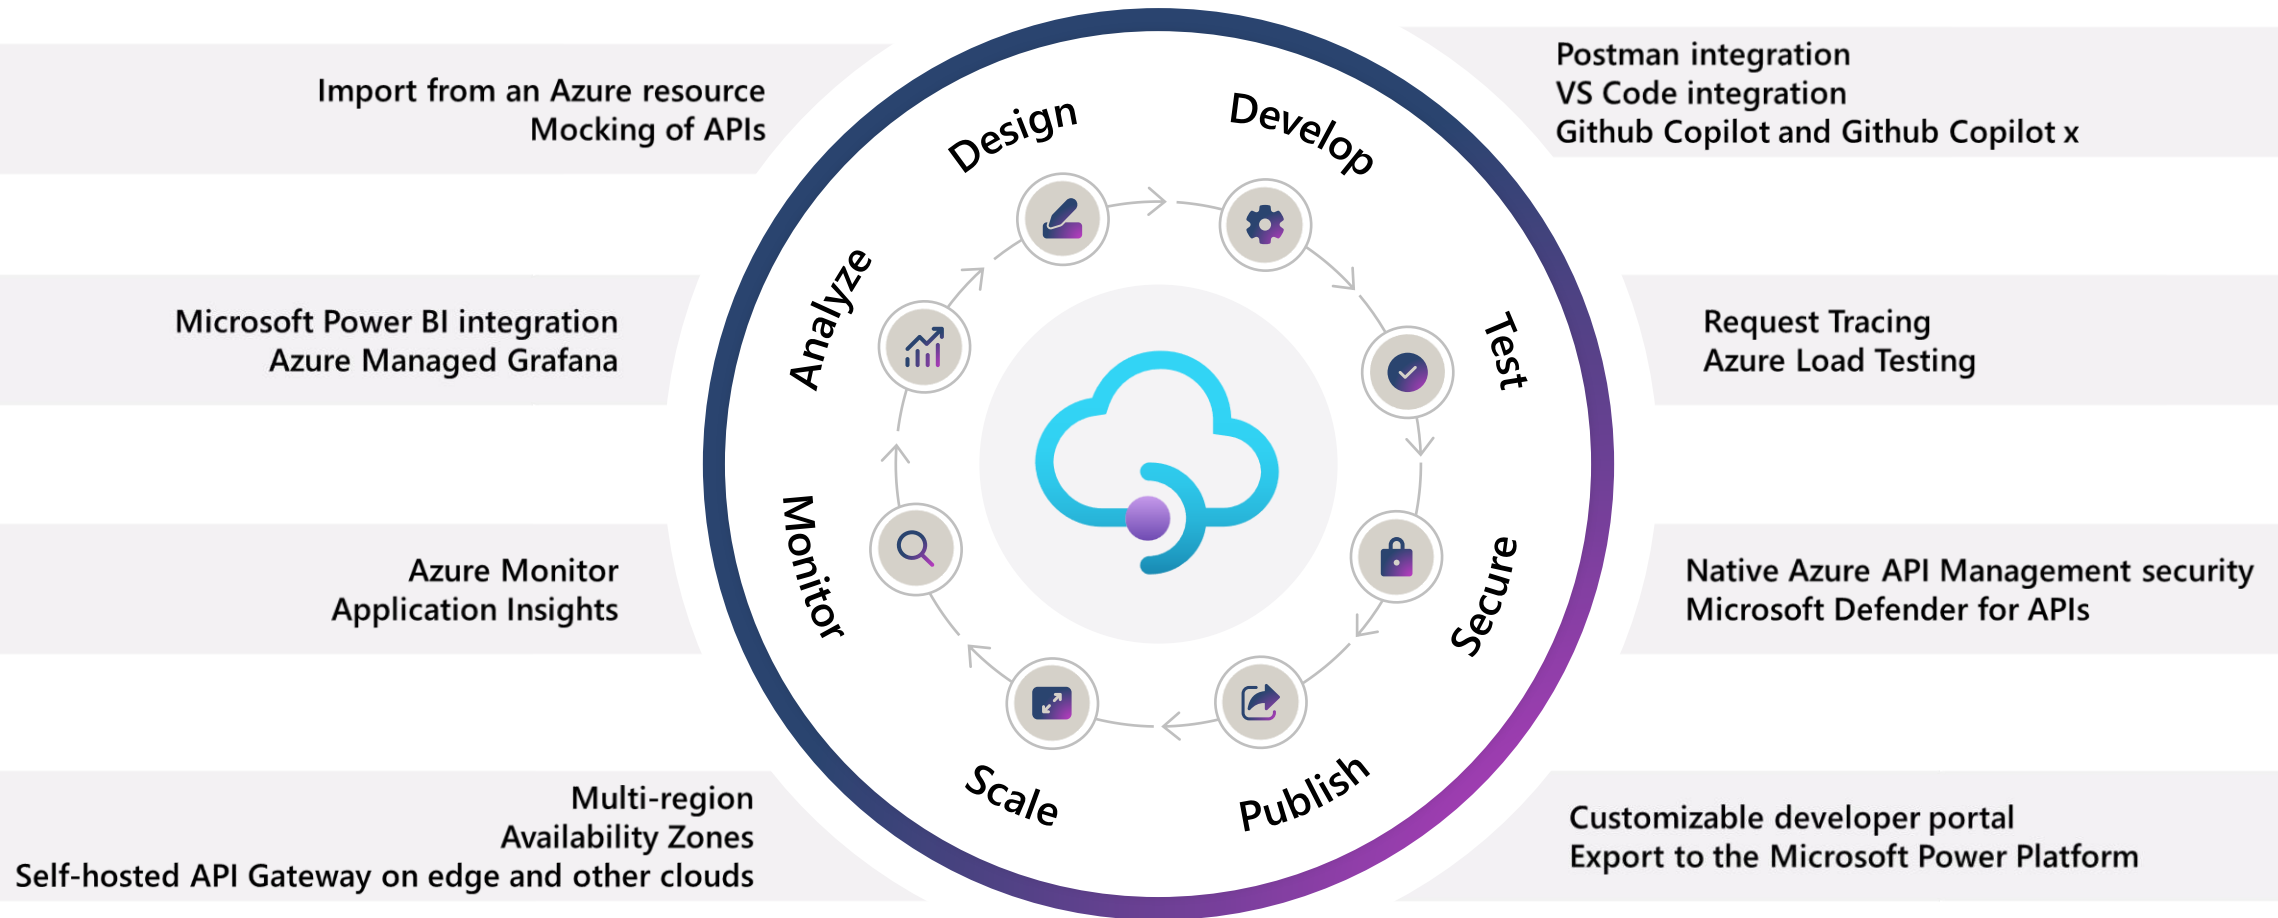 Import from an Azure resource
Mocking of APIs
Microsoft Power BI integration
Azure Managed Grafana
Azure Monitor
Application Insights
Multi-region
Availability Zones
Self-hosted API Gateway on edge and other clouds
Design
Develop
Test
Secure
Publish
Scale
Monitor
Analyze
Postman integration
VS Code integration
Github Copilot and Github Copilot x
Request Tracing
Azure Load Testing
Native Azure API Management security
Microsoft Defender for APIs
Customizable developer portal
Export to the Microsoft Power Platform